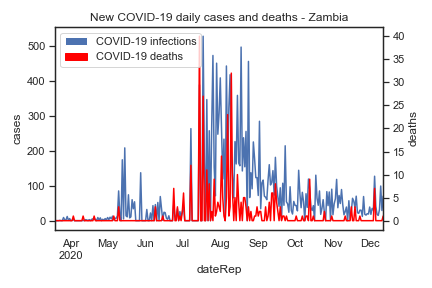 New COVID-19 daily cases and deaths - Zambia
COVID-19 infections
COVID-19 deaths
500
400
300
200
100
0
cases
40
35
30
25
20
15
10
5
0
deaths
Apr May Jun Jul Aug Sep Oct Nov Dec
2020
dateRep